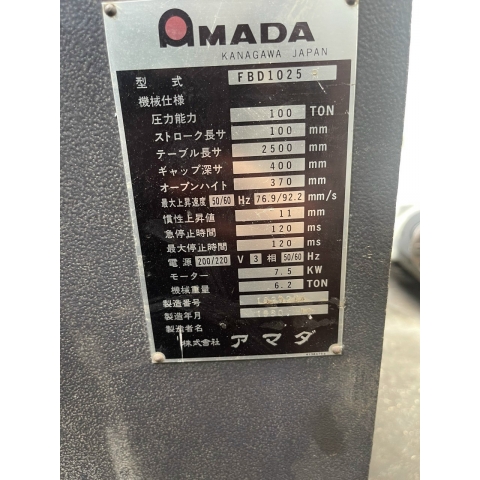 AMADA
KANAGAWA JAPAN
型式 FBD1025
機械仕様
圧力能力 100 TON
ストローク長サ 100 mm
テーブル長サ 2500 mm
ギャップ深サ 400 mm
オープンハイト 370 mm
最大上昇速度 50/60 Hz 76.9/92.2 mm/s
慣性上昇値 11 mm
急停止時間 120 ms
最大停止時間 120 ms
電源 200/220 V 3 相 50/60 Hz
モーター 7.5 KW
機械重量 6.2 TON
製造番号
製造年月
製造者名
株式会社 アマダ